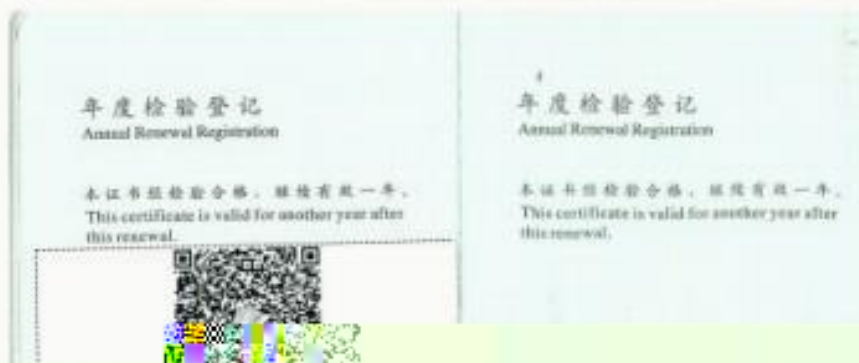 年度检验登记
Annual Renewal Registration
本证书经检验合格,继续有效一年。
This certificate is valid for another year after
this renewal.
年度检验登记
Annual Renewal Registration
本证书经检验合格,继续有效一年。
This certificate is valid for another year after
this renewal.